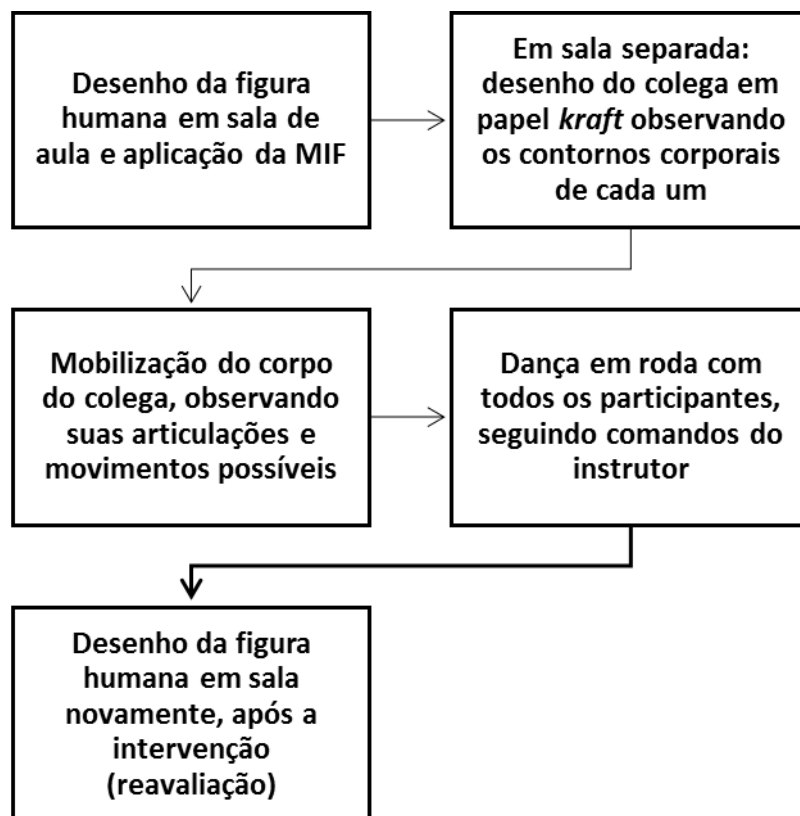 Desenho da figura
humana em sala de
aula e aplicação da MIF
Em sala separada:
desenho do colega em
papel kraft observando
os contornos corporais
de cada um
Mobilização do corpo
do colega, observando
suas articulações e
movimentos possíveis
Dança em roda com
todos os participantes,
seguindo comandos do
instrutor
Desenho da figura
humana em sala
novamente, após a
intervenção
(reavaliação)